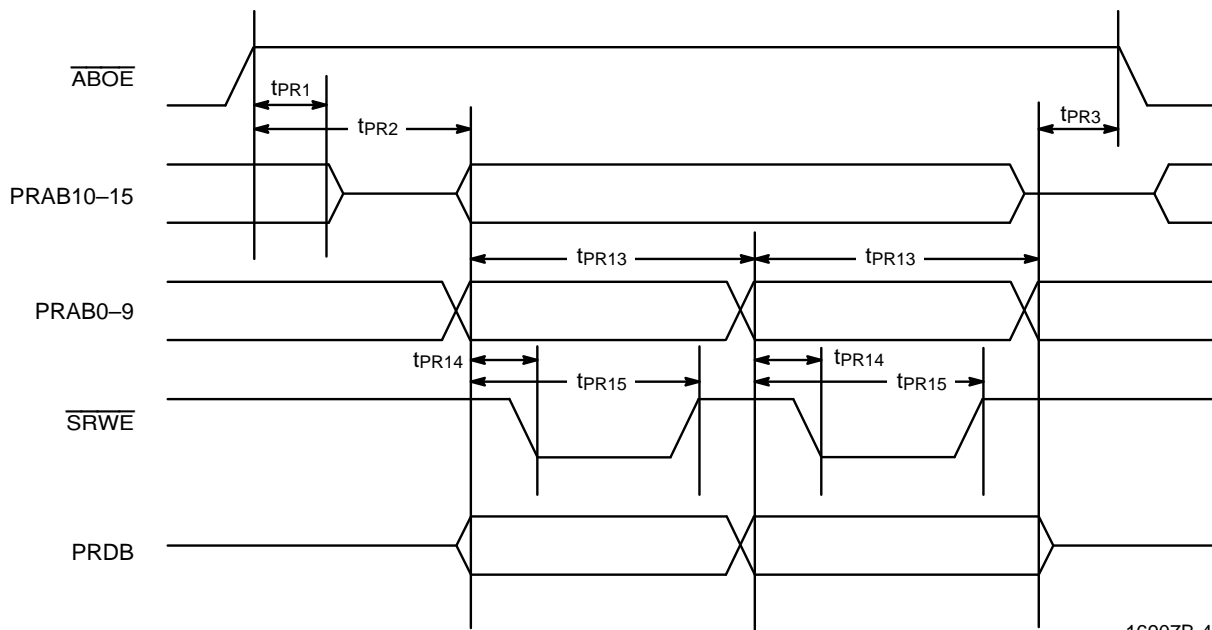 ABOE
tPR1
tPR2
tPR3
PRAB10–15
tPR13
tPR13
PRAB0–9
tPR14
tPR14
tPR15
tPR15
SRWE
PRDB